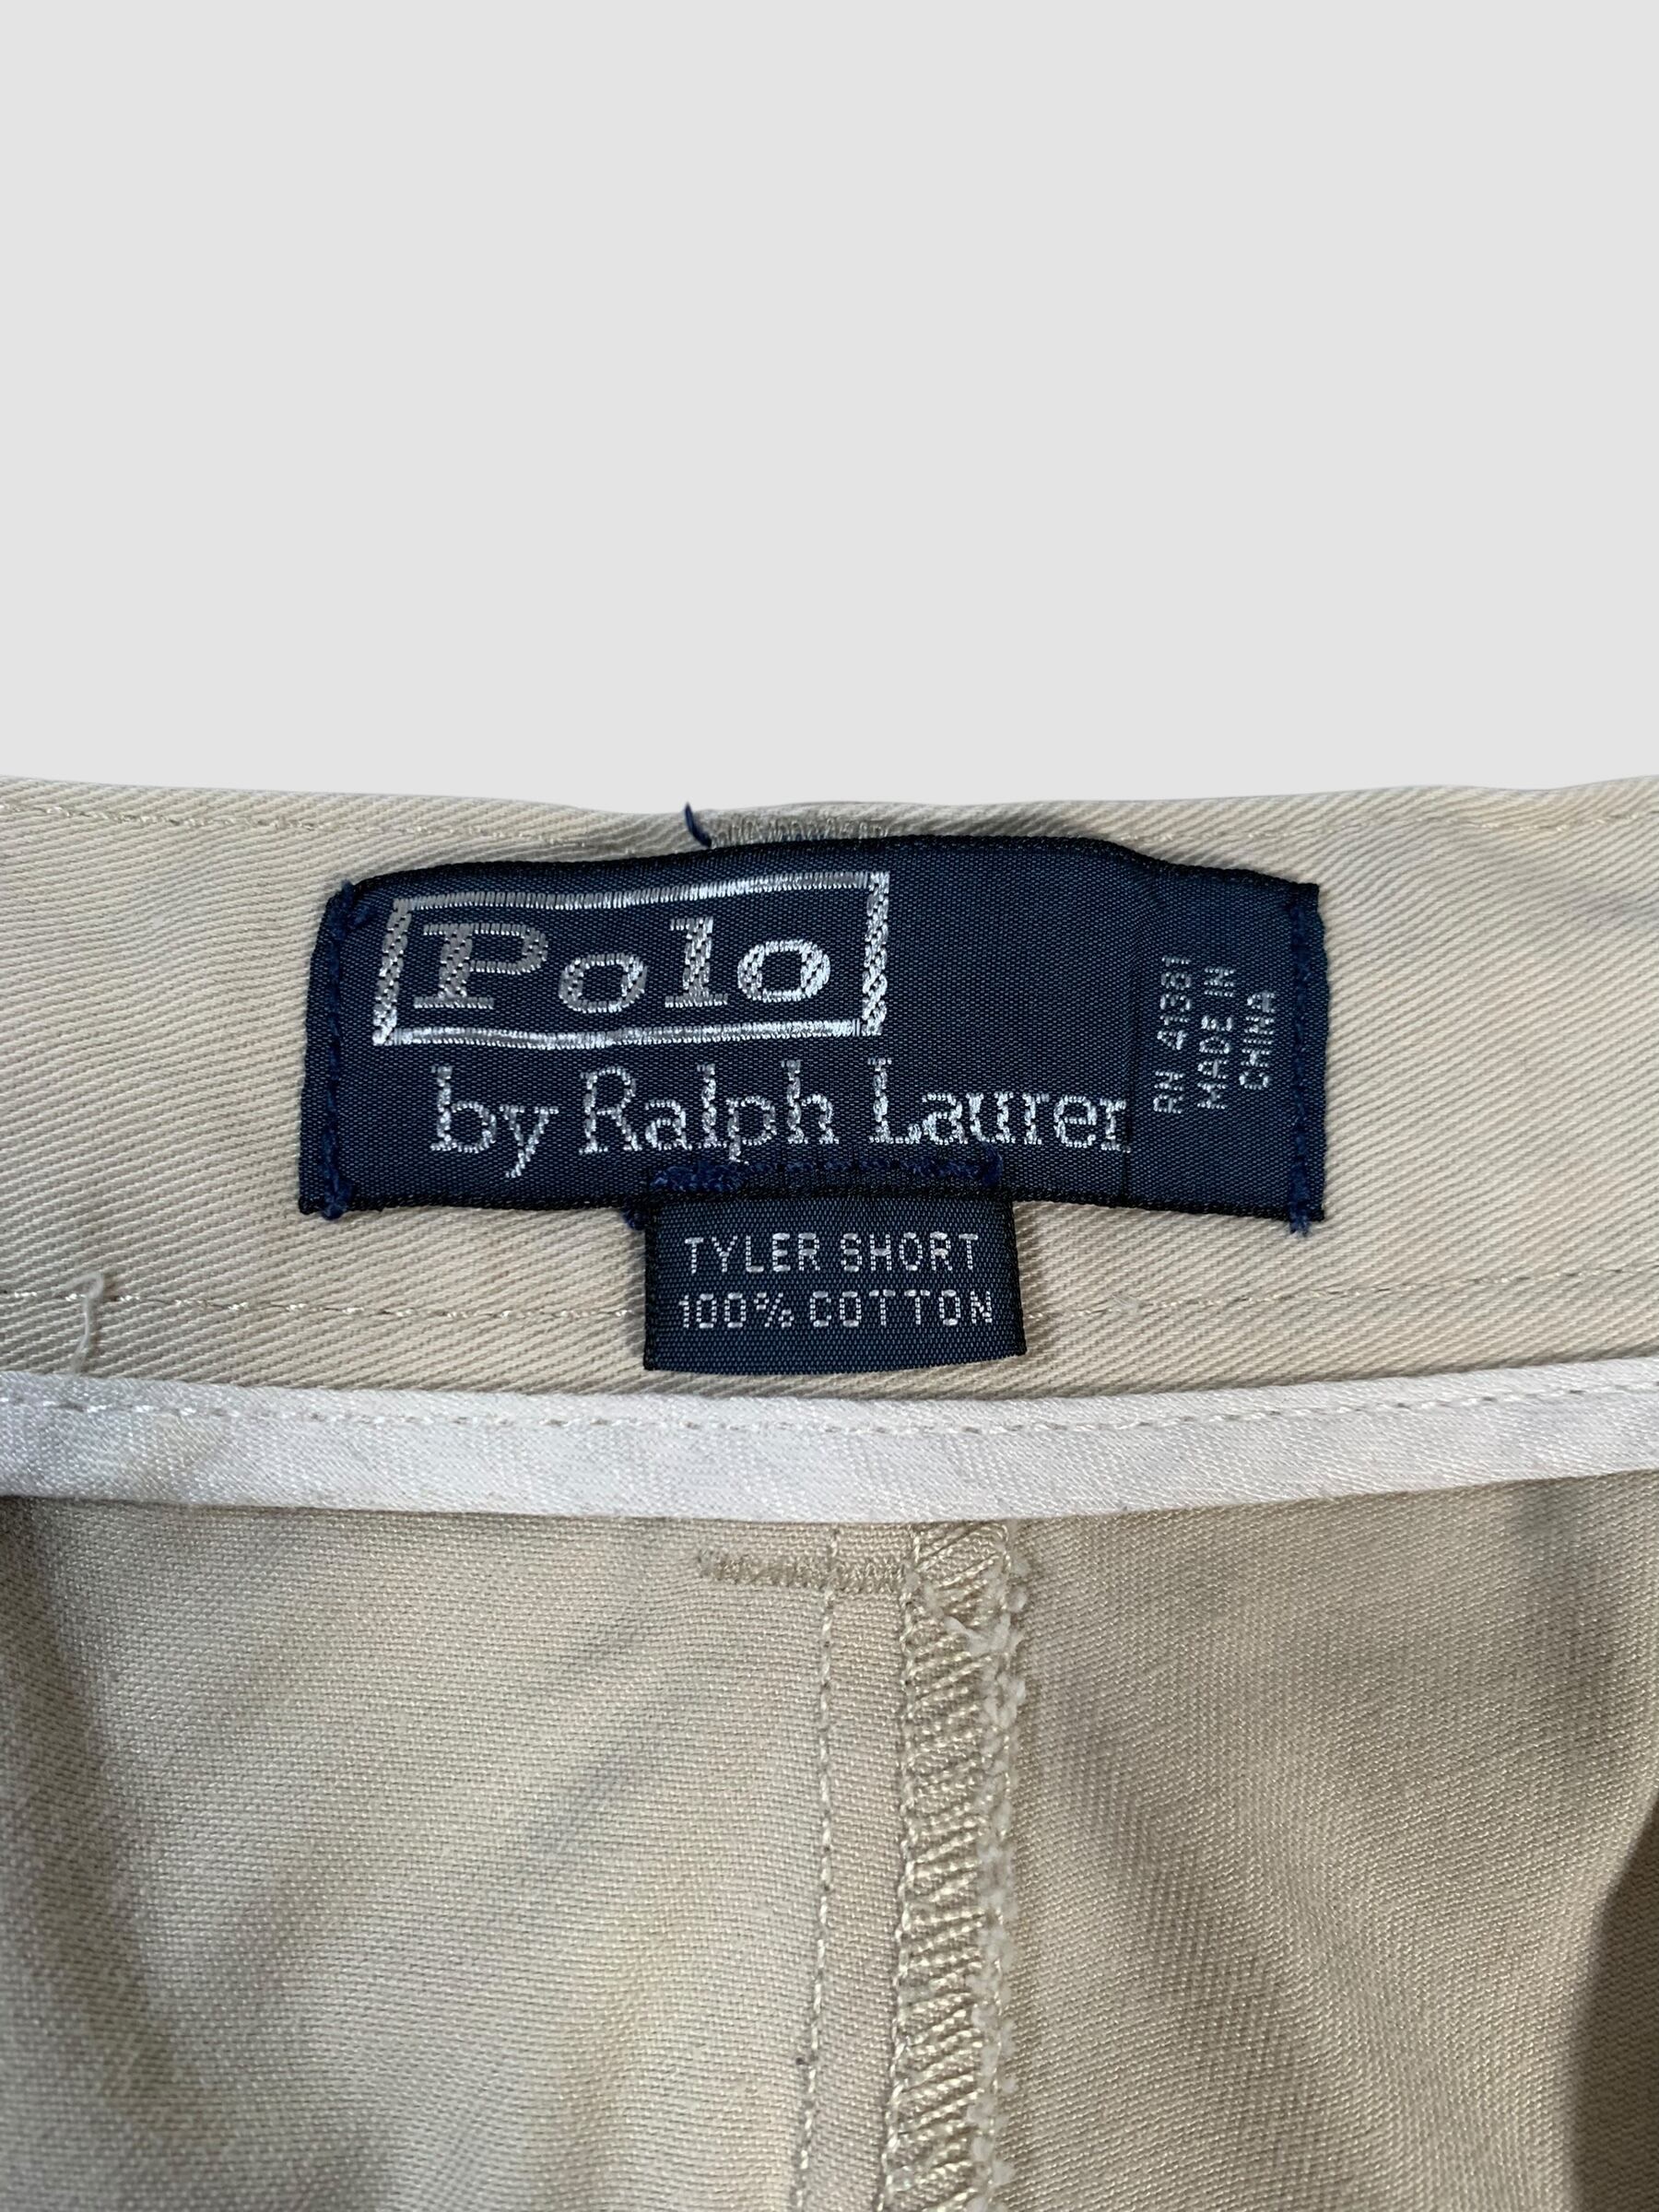 Polo
by Ralph Lauren
RN 41381
MADE IN
CHINA
TYLER SHORT
100% COTTON